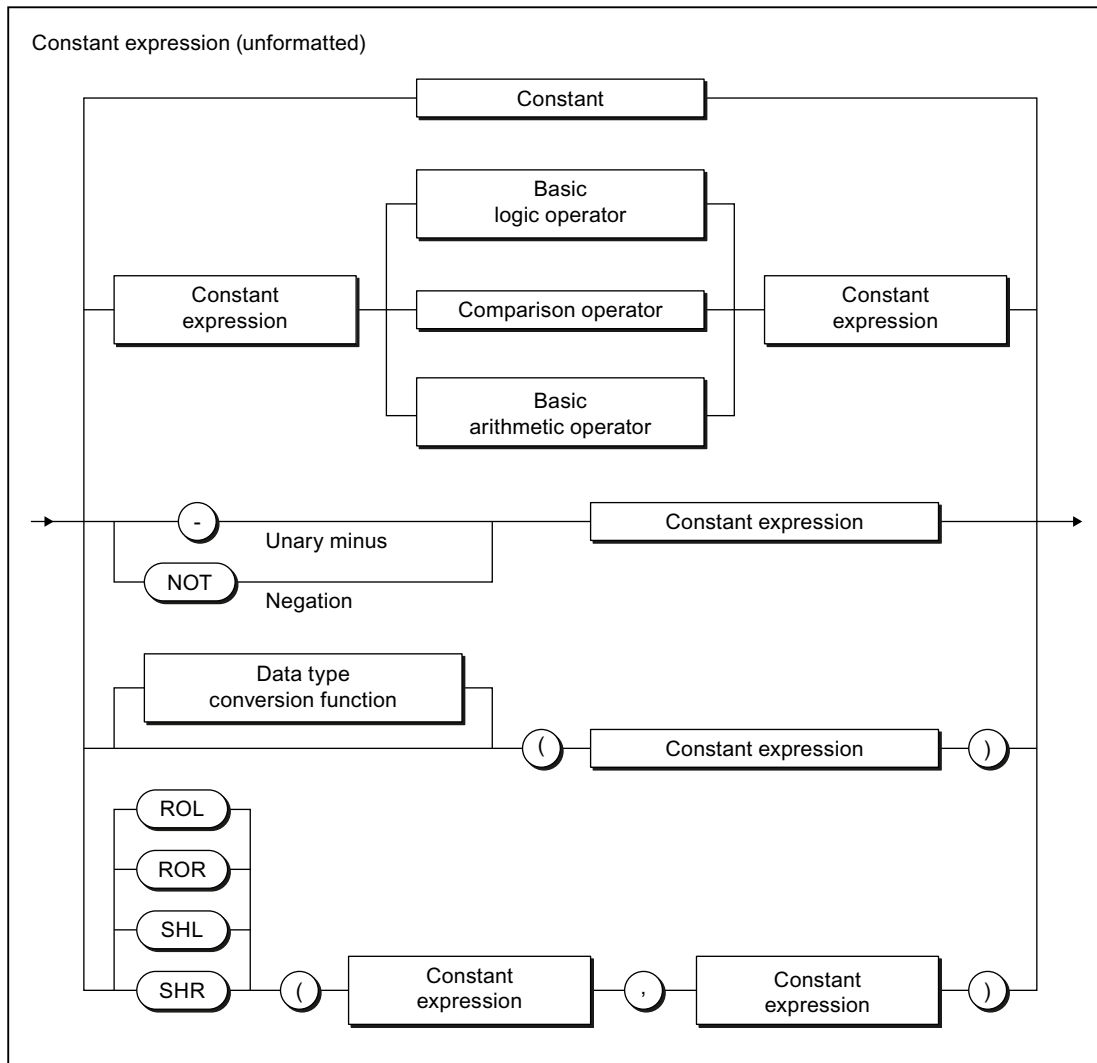 Constant expression (unformatted)
Constant
Basic
logic operator
Constant
expression
Comparison operator
Constant
expression
Basic
arithmetic operator
-
Unary minus
Constant expression
NOT
Negation
Data type
conversion function
(
Constant expression
)
ROL
ROR
SHL
SHR
(
Constant
expression
,
Constant
expression
)